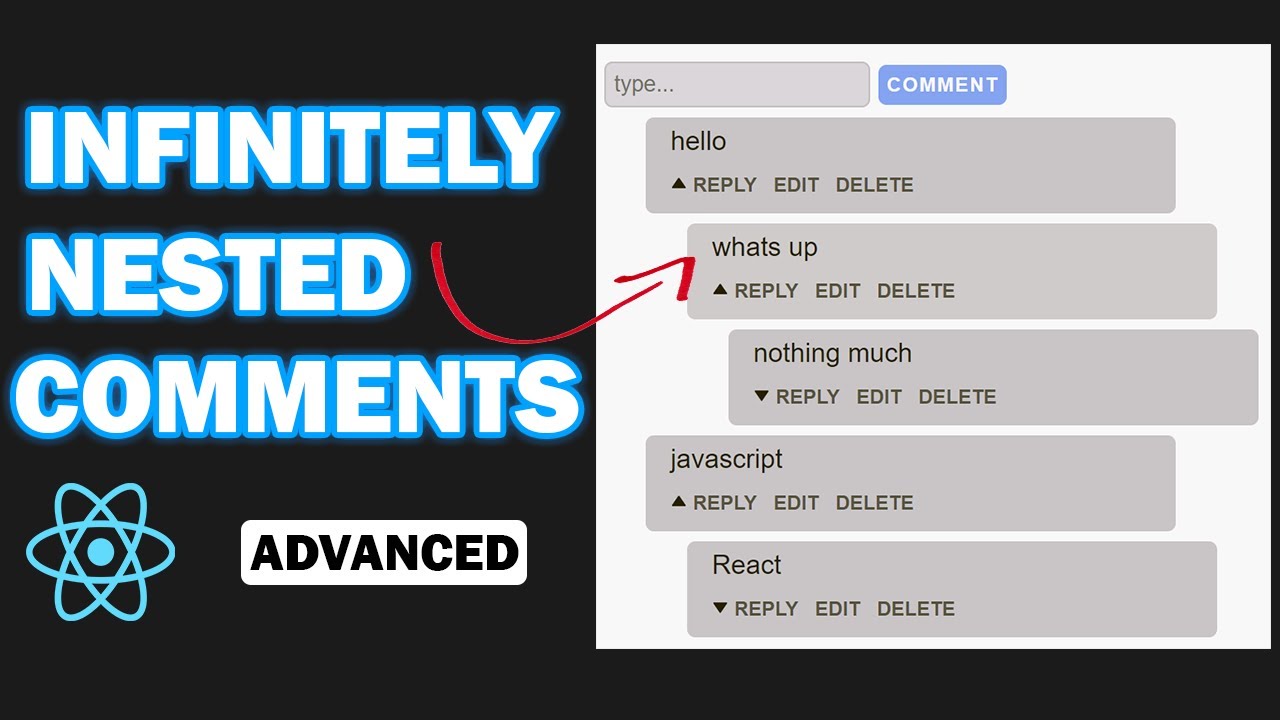 INFINITELY
NESTED
COMMENTS
ADVANCED
type... COMMENT
hello
▲ REPLY EDIT DELETE
whats up
▲ REPLY EDIT DELETE
nothing much
▼ REPLY EDIT DELETE
javascript
▲ REPLY EDIT DELETE
React
▼ REPLY EDIT DELETE